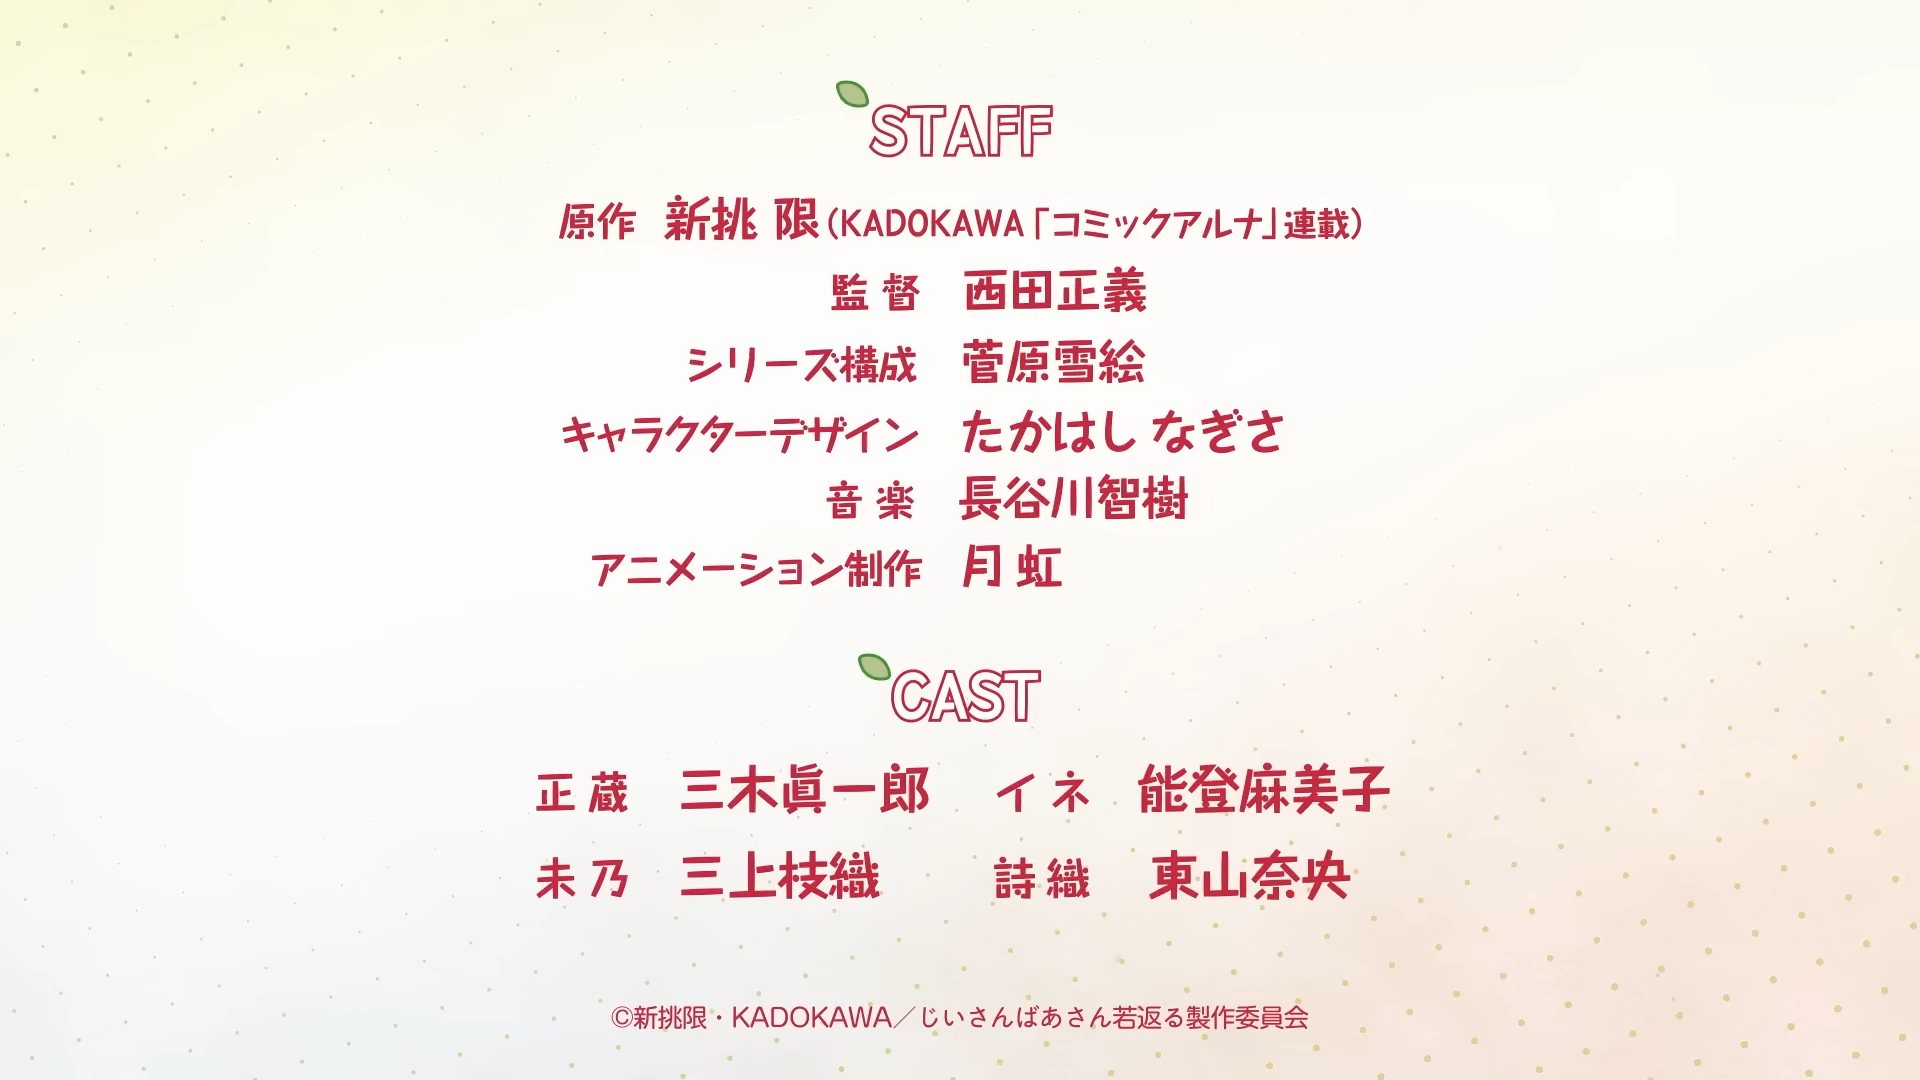 STAFF
原作 新挑 限（KADOKAWA「コミックアルナ」連載）
監督 西田正義
シリーズ構成 菅原雪絵
キャラクターデザイン たかはし なぎさ
音楽 長谷川智樹
アニメーション制作 月虹
CAST
正蔵 三木眞一郎 イネ 能登麻美子
未乃 三上枝織 詩織 東山奈央
©新挑限・KADOKAWA／じいさんばあさん若返る製作委員会